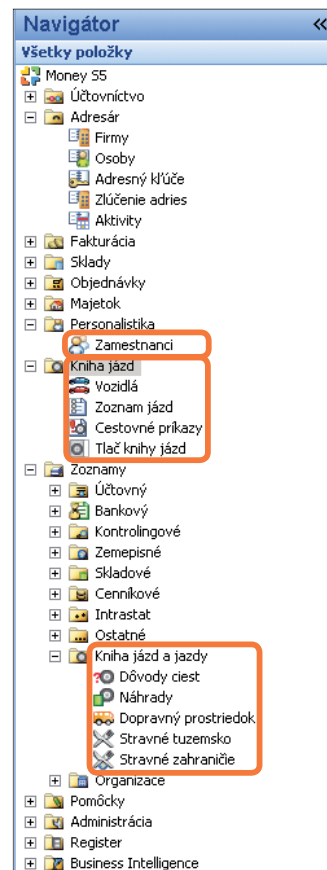 Navigátor «
Všetky položky
Money S5
Účtovníctvo
Adresár
Firmy
Osoby
Adresný kľúče
Zlúčenie adries
Aktivity
Fakturácia
Sklady
Objednávky
Majetok
Personalistika
Zamestnanci
Kniha jázd
Vozidlá
Zoznam jázd
Cestovné príkazy
Tlač knihy jázd
Zoznamy
Účtovný
Bankový
Kontrolingové
Zemepisné
Skladové
Cenníkové
Intrastat
Ostatné
Kniha jázd a jazdy
Dôvody ciest
Náhrady
Dopravný prostriedok
Stravné tuzemsko
Stravné zahraničie
Organizace
Pomôcky
Administrácia
Register
Business Intelligence